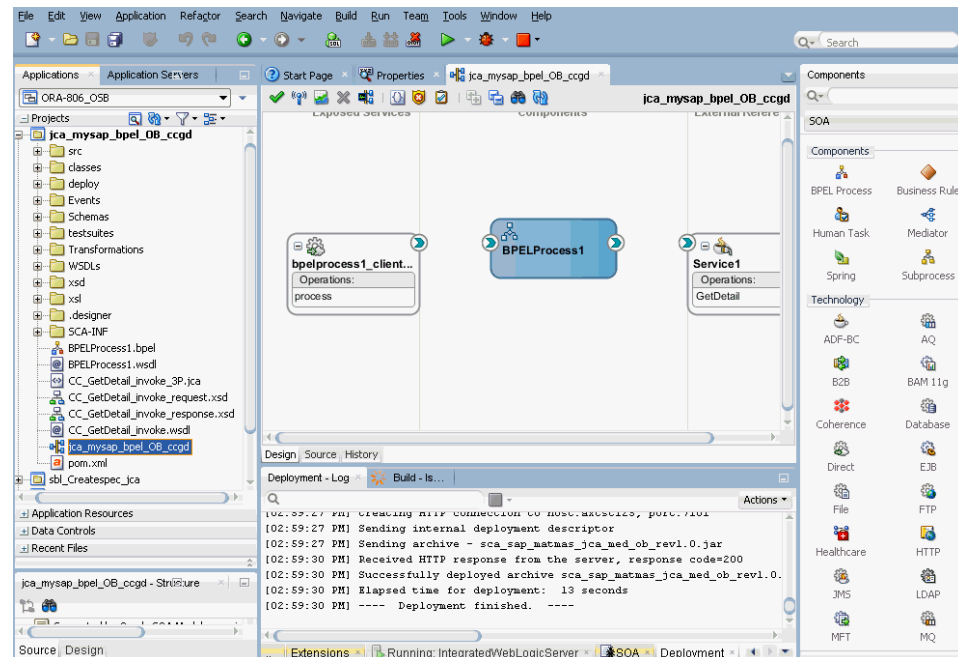 File Edit View Application Refactor Search Navigate Build Run Team Tools Window Help
Search
Applications Application Servers
ORA-806_OSB
Projects
jca_mysap_bpel_OB_ccgd
src
classes
deploy
Events
Schemas
testsuites
Transformations
WSDLs
xsd
xsl
.designer
SCA-INF
BPELProcess1.bpel
BPELProcess1.wsdl
CC_GetDetail_invoke_3P.jca
CC_GetDetail_invoke_request.xsd
CC_GetDetail_invoke_response.xsd
CC_GetDetail_invoke.wsdl
jca_mysap_bpel_OB_ccgd
pom.xml
sbl_Createspec_jca
Application Resources
Data Controls
Recent Files
jca_mysap_bpel_OB_ccgd - Structure
Source Design
Start Page Properties jca_mysap_bpel_OB_ccgd
jca_mysap_bpel_OB_ccgd
Exposed Services Components External Refere
bpelprocess1_client...
Operations:
process
BPELProcess1
Service1
Operations:
GetDetail
Design Source History
Deployment - Log Build - Is...
Actions
[02:59:27 PM] Creating HTTP connection to host:
[02:59:27 PM] Sending internal deployment descriptor
[02:59:27 PM] Sending archive - sca_sap_matmas_jca_med_ob_rev1.0.jar
[02:59:30 PM] Received HTTP response from the server, response code=200
[02:59:30 PM] Successfully deployed archive sca_sap_matmas_jca_med_ob_rev1.0.
[02:59:30 PM] Elapsed time for deployment: 13 seconds
[02:59:30 PM] ---- Deployment finished. ----
Extensions Running: IntegratedWebLogicServer SOA Deployment
Components
SOA
Components
BPEL Process Business Rule
Human Task Mediator
Spring Subprocess
Technology
ADF-BC AQ
B2B BAM 11g
Coherence Database
Direct EJB
File FTP
Healthcare HTTP
JMS LDAP
MFT MQ